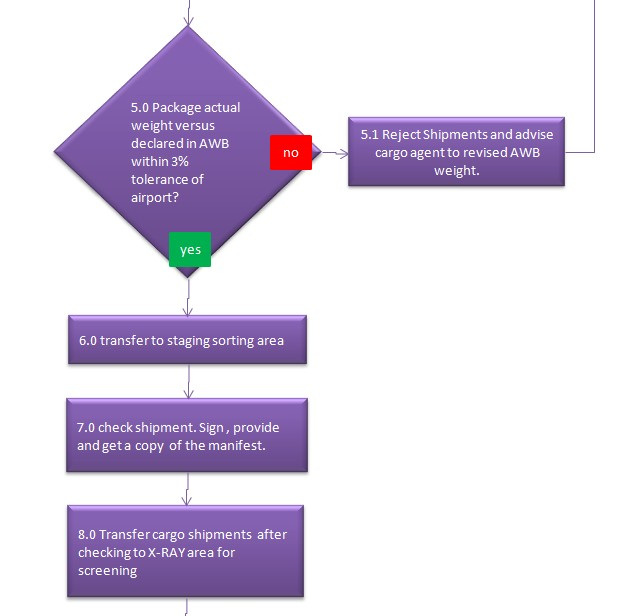 5.0 Package actual
weight versus
declared in AWB
within 3%
tolerance of
airport?
no
5.1 Reject Shipments and advise
cargo agent to revised AWB
weight.
yes
6.0 transfer to staging sorting area
7.0 check shipment. Sign , provide
and get a copy of the manifest.
8.0 Transfer cargo shipments after
checking to X-RAY area for
screening